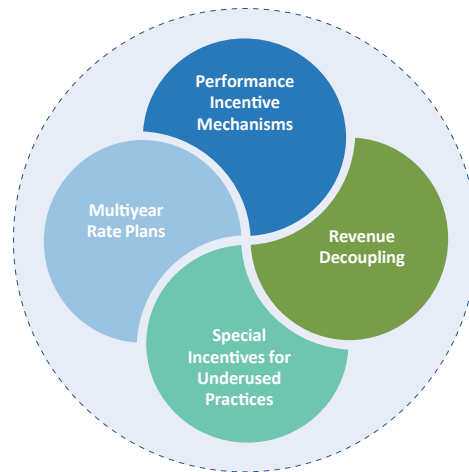 Performance
Incentive
Mechanisms
Multiyear
Rate Plans
Revenue
Decoupling
Special
Incentives for
Underused
Practices